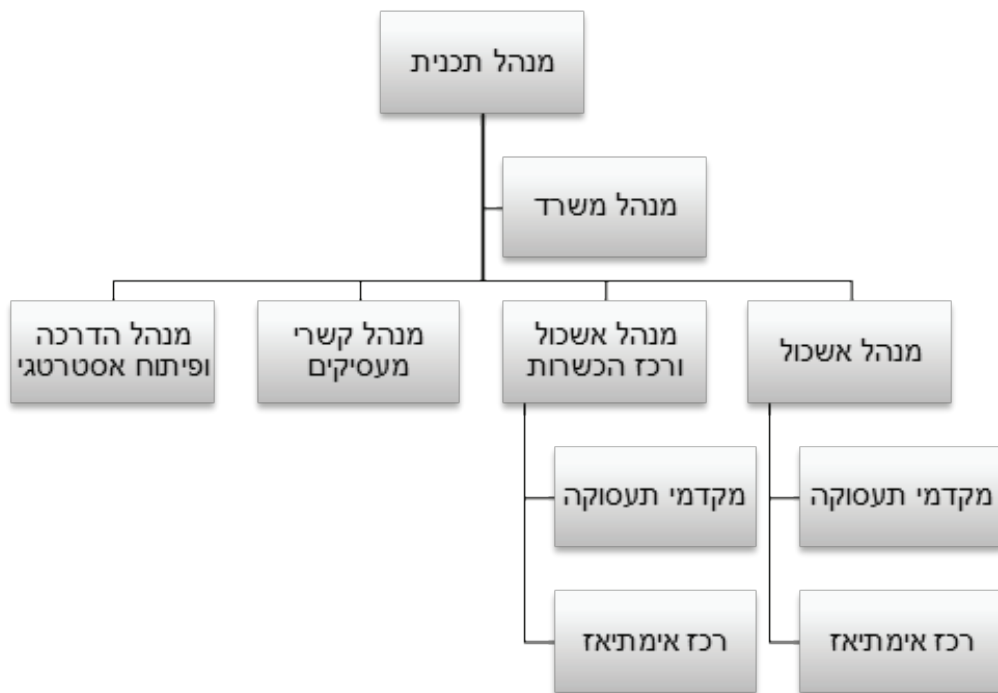 מנהל תכנית
מנהל משרד
מנהל אשכול
מנהל אשכול
ורכז הכשרות
מנהל קשרי
מעסיקים
מנהל הדרכה
ופיתוח אסטרטגי
מקדמי תעסוקה
מקדמי תעסוקה
רכז אימתיאז
רכז אימתיאז